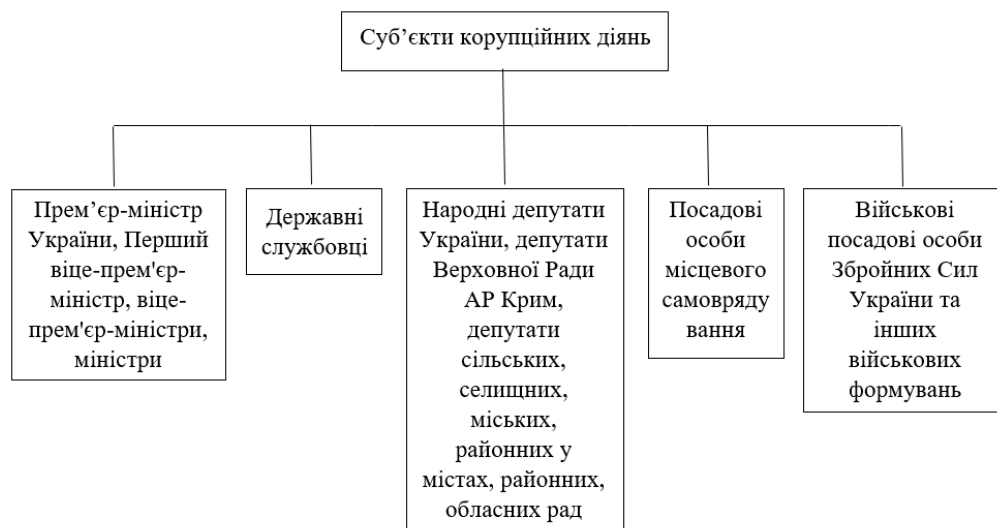 Суб’єкти корупційних діянь
Прем’єр-міністр
України, Перший
віце-прем'єр-
міністр, віце-
прем'єр-міністри,
міністри
Державні
службовці
Народні депутати
України, депутати
Верховної Ради
АР Крим,
депутати
сільських,
селищних,
міських,
районних у
містах, районних,
обласних рад
Посадові
особи
місцевого
самовряду
вання
Військові
посадові особи
Збройних Сил
України та
інших
військових
формувань